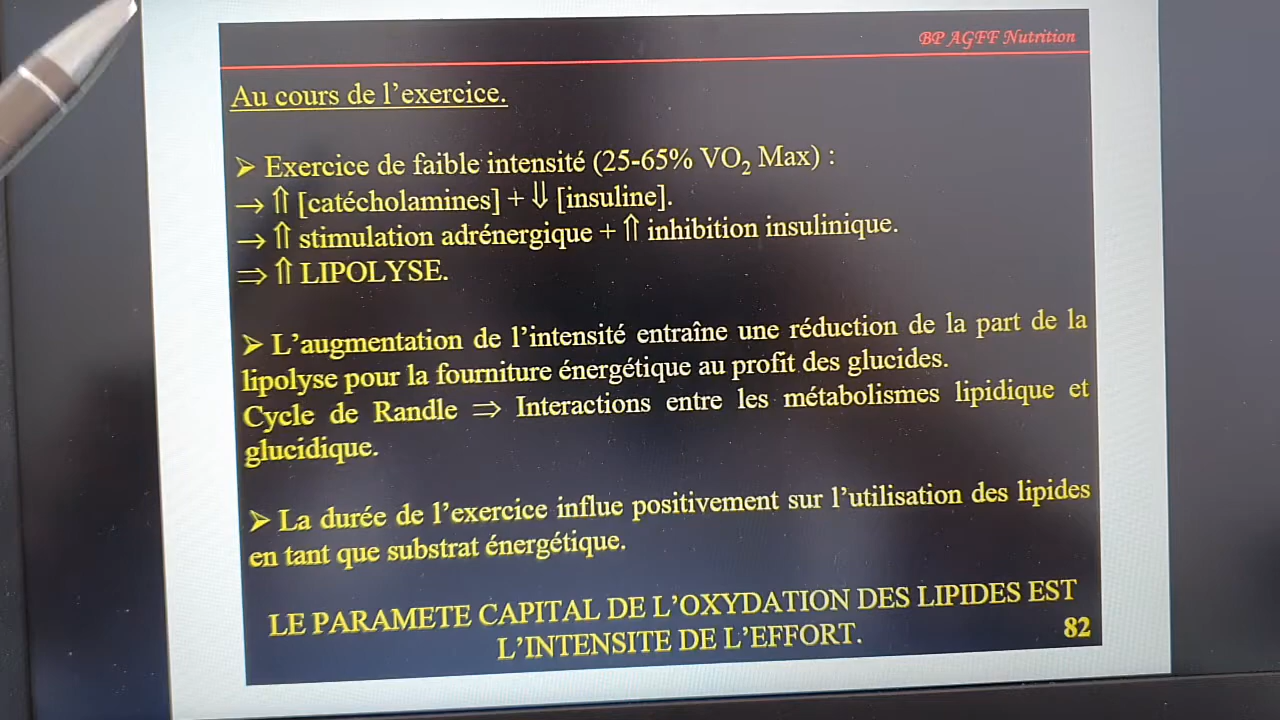 BP AGFF Nutrition
Au cours de l'exercice.
➢ Exercice de faible intensité (25-65% VO₂ Max) :
→ ⇑ [catécholamines] + ⇓ [insuline].
→ ⇑ stimulation adrénergique + ⇑ inhibition insulinique.
⇒ ⇑ LIPOLYSE.
➢ L'augmentation de l'intensité entraîne une réduction de la part de la
lipolyse pour la fourniture énergétique au profit des glucides.
Cycle de Randle ⇒ Interactions entre les métabolismes lipidique et
glucidique.
➢ La durée de l'exercice influe positivement sur l'utilisation des lipides
en tant que substrat énergétique.
LE PARAMETE CAPITAL DE L'OXYDATION DES LIPIDES EST
L'INTENSITE DE L'EFFORT.
82